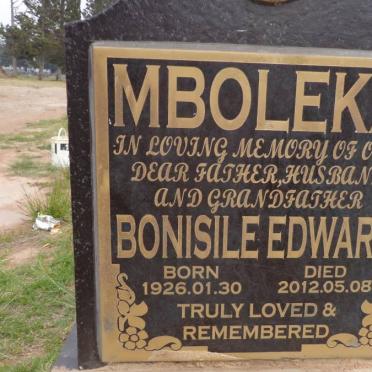 MBOLEKA
IN LOVING MEMORY OF O
DEAR FATHER, HUSBAN
AND GRANDFATHER
BONISILE EDWAR
BORN DIED
1926.01.30 2012.05.08
TRULY LOVED &
REMEMBERED